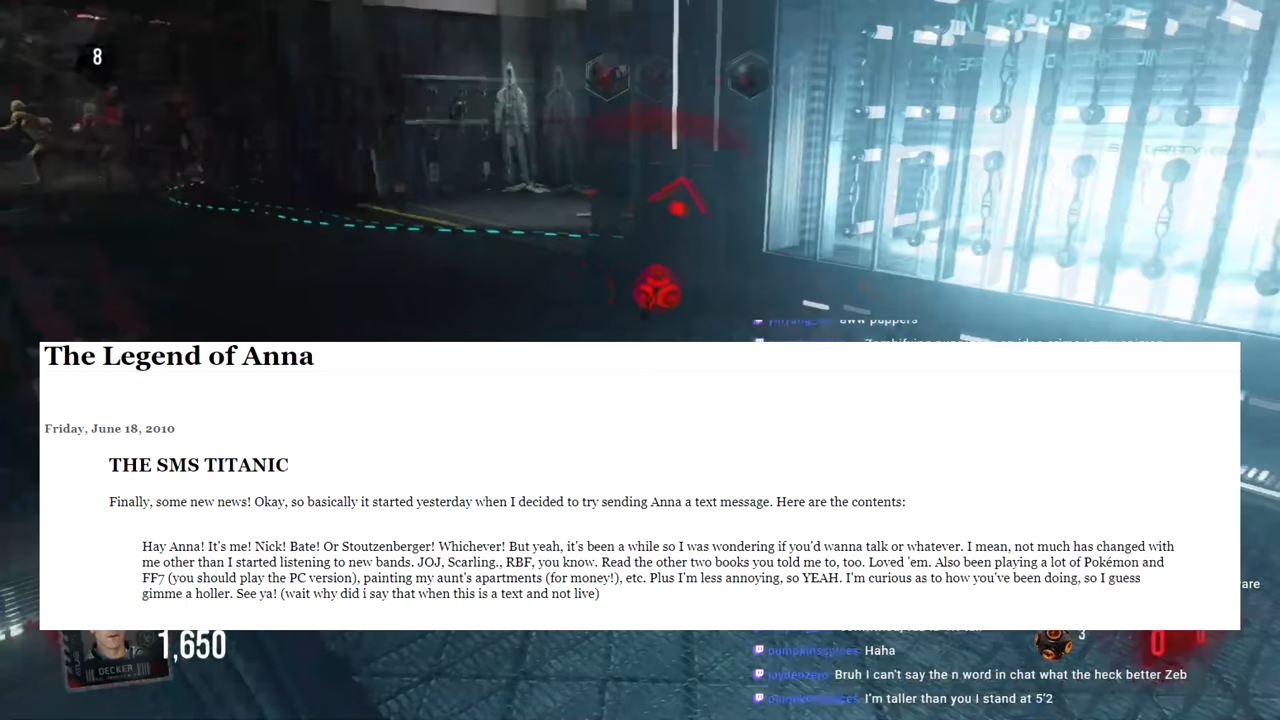 8
aww puppers
The Legend of Anna
Friday, June 18, 2010
THE SMS TITANIC
Finally, some new news! Okay, so basically it started yesterday when I decided to try sending Anna a text message. Here are the contents:
Hay Anna! It's me! Nick! Bate! Or Stoutzenberger! Whichever! But yeah, it's been a while so I was wondering if you'd wanna talk or whatever. I mean, not much has changed with
me other than I started listening to new bands. JOJ, Scarling., RBF, you know. Read the other two books you told me to, too. Loved 'em. Also been playing a lot of Pokémon and
FF7 (you should play the PC version), painting my aunt's apartments (for money!), etc. Plus I'm less annoying, so YEAH. I'm curious as to how you've been doing, so I guess
gimme a holler. See ya! (wait why did i say that when this is a text and not live)
DECKER
1,650
3
0
0
pumpkinsspices: Haha
jaydenzero: Bruh I can't say the n word in chat what the heck better Zeb
I'm taller than you I stand at 5'2